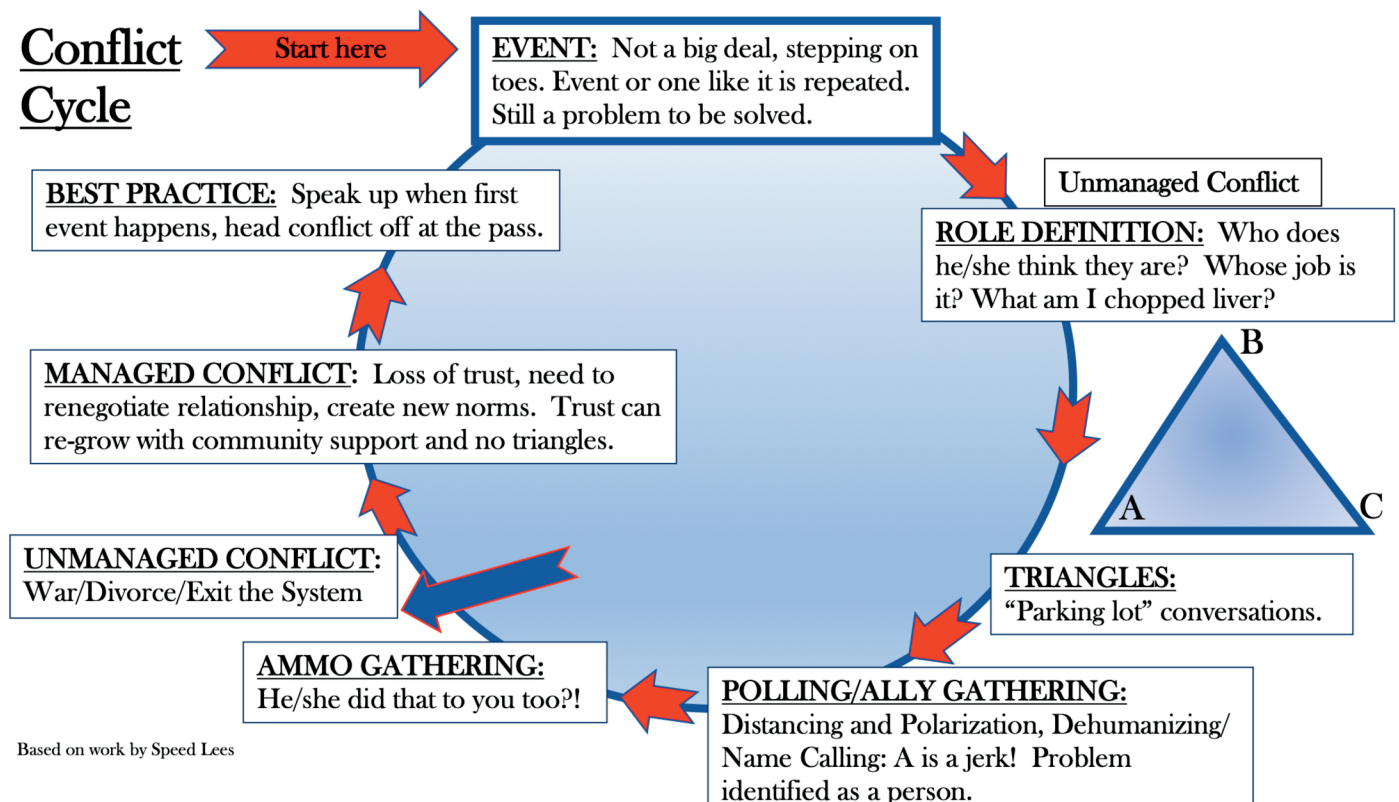 Conflict
Cycle
Start here
EVENT: Not a big deal, stepping on
toes. Event or one like it is repeated.
Still a problem to be solved.
Unmanaged Conflict
ROLE DEFINITION: Who does
he/she think they are? Whose job is
it? What am I chopped liver?
B
A
C
TRIANGLES:
“Parking lot” conversations.
POLLING/ALLY GATHERING:
Distancing and Polarization, Dehumanizing/
Name Calling: A is a jerk! Problem
identified as a person.
AMMO GATHERING:
He/she did that to you too?!
UNMANAGED CONFLICT:
War/Divorce/Exit the System
MANAGED CONFLICT: Loss of trust, need to
renegotiate relationship, create new norms. Trust can
re-grow with community support and no triangles.
BEST PRACTICE: Speak up when first
event happens, head conflict off at the pass.
Based on work by Speed Lees